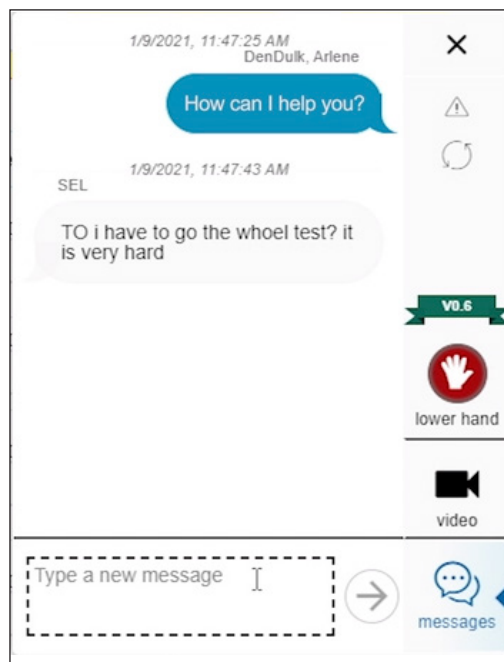 1/9/2021, 11:47:25 AM
DenDulk, Arlene
How can I help you?
1/9/2021, 11:47:43 AM
SEL
TO i have to go the whoel test? it
is very hard
V0.6
lower hand
video
Type a new message
messages